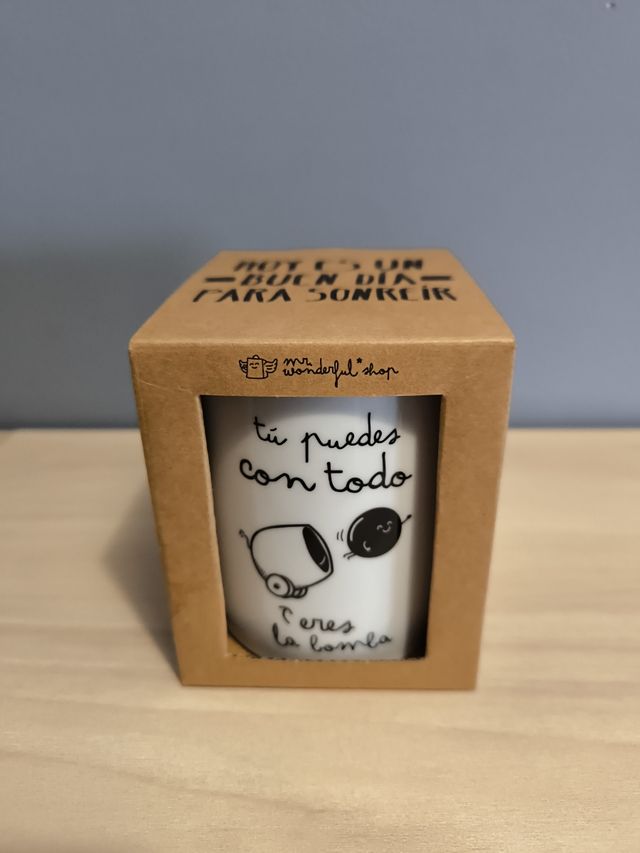 HOY ES UN
BUEN DÍA
PARA SONREÍR
mr.
wonderful* shop
tú puedes
con todo
eres
la bomba